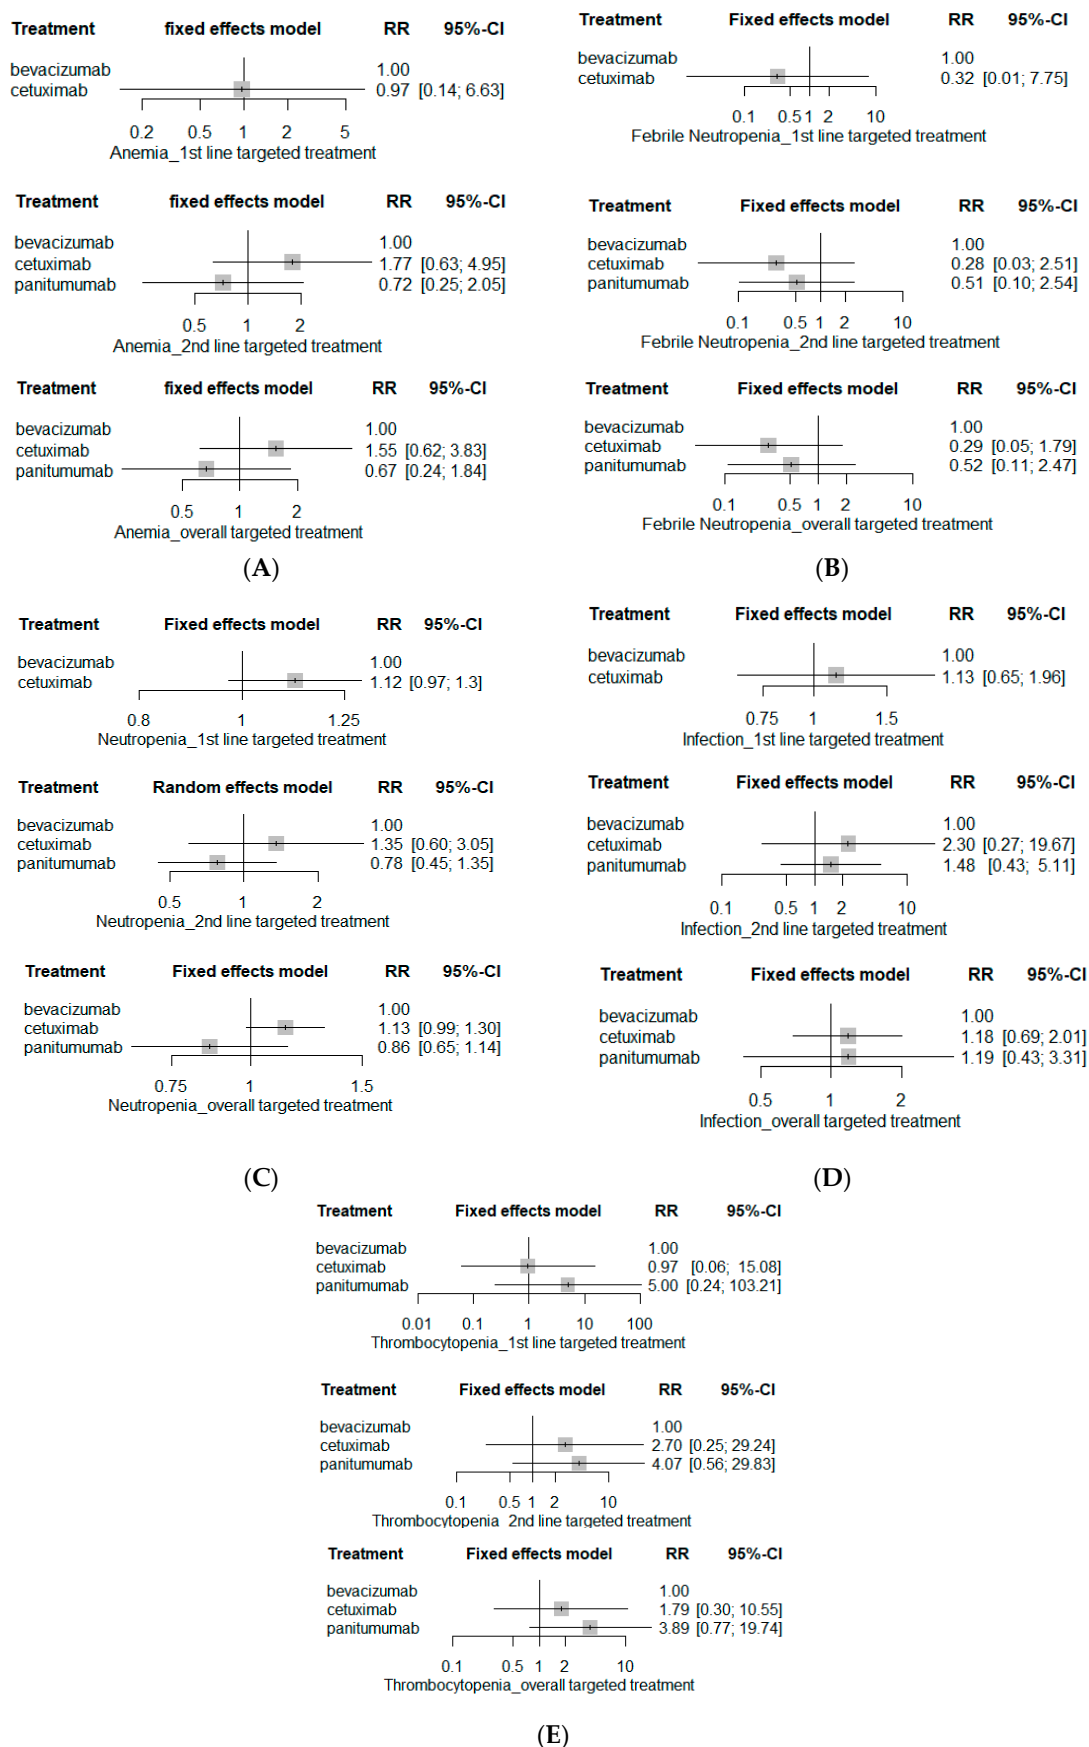 Treatment fixed effects model RR 95%-CI
bevacizumab 1.00
cetuximab 0.97 [0.14; 6.63]
0.2 0.5 1 2 5
Anemia_1st line targeted treatment
Treatment fixed effects model RR 95%-CI
bevacizumab 1.00
cetuximab 1.77 [0.63; 4.95]
panitumumab 0.72 [0.25; 2.05]
0.5 1 2
Anemia_2nd line targeted treatment
Treatment fixed effects model RR 95%-CI
bevacizumab 1.00
cetuximab 1.55 [0.62; 3.83]
panitumumab 0.67 [0.24; 1.84]
0.5 1 2
Anemia_overall targeted treatment
(A)
Treatment Fixed effects model RR 95%-CI
bevacizumab 1.00
cetuximab 0.32 [0.01; 7.75]
0.1 0.5 1 2 10
Febrile Neutropenia_1st line targeted treatment
Treatment Fixed effects model RR 95%-CI
bevacizumab 1.00
cetuximab 0.28 [0.03; 2.51]
panitumumab 0.51 [0.10; 2.54]
0.1 0.5 1 2 10
Febrile Neutropenia_2nd line targeted treatment
Treatment Fixed effects model RR 95%-CI
bevacizumab 1.00
cetuximab 0.29 [0.05; 1.79]
panitumumab 0.52 [0.11; 2.47]
0.1 0.5 1 2 10
Febrile Neutropenia_overall targeted treatment
(B)
Treatment Fixed effects model RR 95%-CI
bevacizumab 1.00
cetuximab 1.12 [0.97; 1.3]
0.8 1 1.25
Neutropenia_1st line targeted treatment
Treatment Random effects model RR 95%-CI
bevacizumab 1.00
cetuximab 1.35 [0.60; 3.05]
panitumumab 0.78 [0.45; 1.35]
0.5 1 2
Neutropenia_2nd line targeted treatment
Treatment Fixed effects model RR 95%-CI
bevacizumab 1.00
cetuximab 1.13 [0.99; 1.30]
panitumumab 0.86 [0.65; 1.14]
0.75 1 1.5
Neutropenia_overall targeted treatment
(C)
Treatment Fixed effects model RR 95%-CI
bevacizumab 1.00
cetuximab 1.13 [0.65; 1.96]
0.75 1 1.5
Infection_1st line targeted treatment
Treatment Fixed effects model RR 95%-CI
bevacizumab 1.00
cetuximab 2.30 [0.27; 19.67]
panitumumab 1.48 [0.43; 5.11]
0.1 0.5 1 2 10
Infection_2nd line targeted treatment
Treatment Fixed effects model RR 95%-CI
bevacizumab 1.00
cetuximab 1.18 [0.69; 2.01]
panitumumab 1.19 [0.43; 3.31]
0.5 1 2
Infection_overall targeted treatment
(D)
Treatment Fixed effects model RR 95%-CI
bevacizumab 1.00
cetuximab 0.97 [0.06; 15.08]
panitumumab 5.00 [0.24; 103.21]
0.01 0.1 1 10 100
Thrombocytopenia_1st line targeted treatment
Treatment Fixed effects model RR 95%-CI
bevacizumab 1.00
cetuximab 2.70 [0.25; 29.24]
panitumumab 4.07 [0.56; 29.83]
0.1 0.5 1 2 10
Thrombocytopenia_2nd line targeted treatment
Treatment Fixed effects model RR 95%-CI
bevacizumab 1.00
cetuximab 1.79 [0.30; 10.55]
panitumumab 3.89 [0.77; 19.74]
0.1 0.5 1 2 10
Thrombocytopenia_overall targeted treatment
(E)